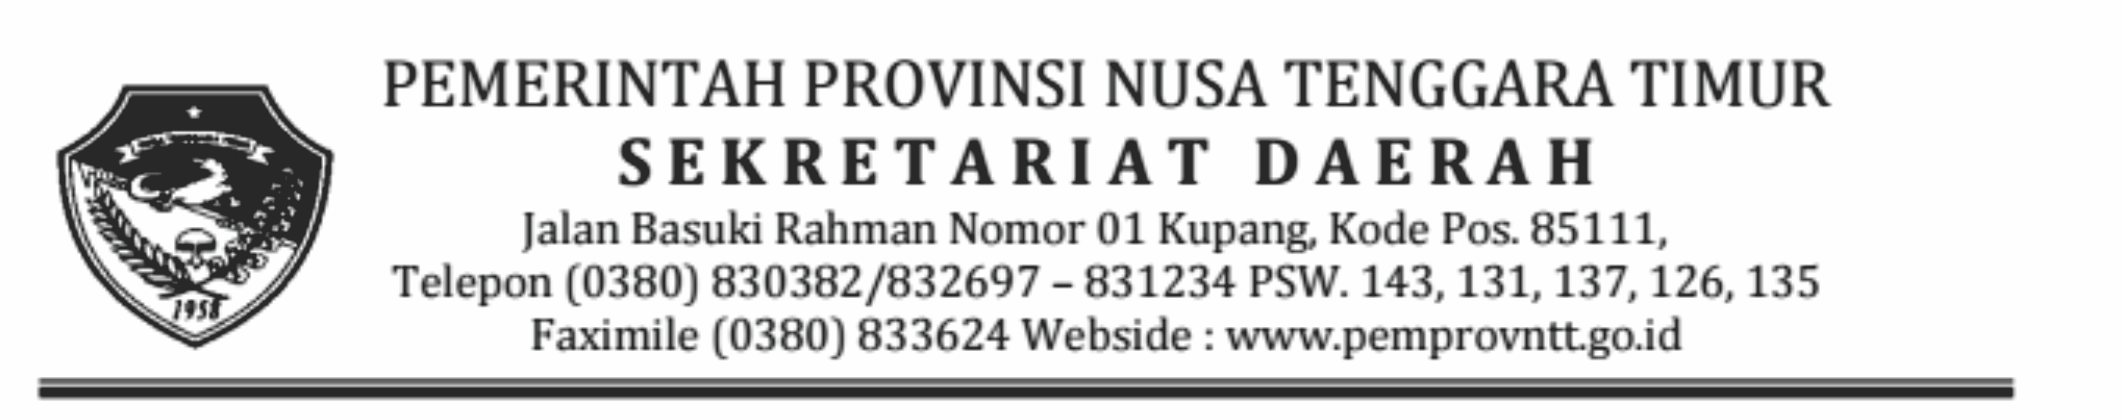 PEMERINTAH PROVINSI NUSA TENGGARA TIMUR
SEKRETARIAT DAERAH
Jalan Basuki Rahman Nomor 01 Kupang, Kode Pos. 85111,
Telepon (0380) 830382/832697 – 831234 PSW. 143, 131, 137, 126, 135
Faximile (0380) 833624 Webside : www.pemprovntt.go.id
1958